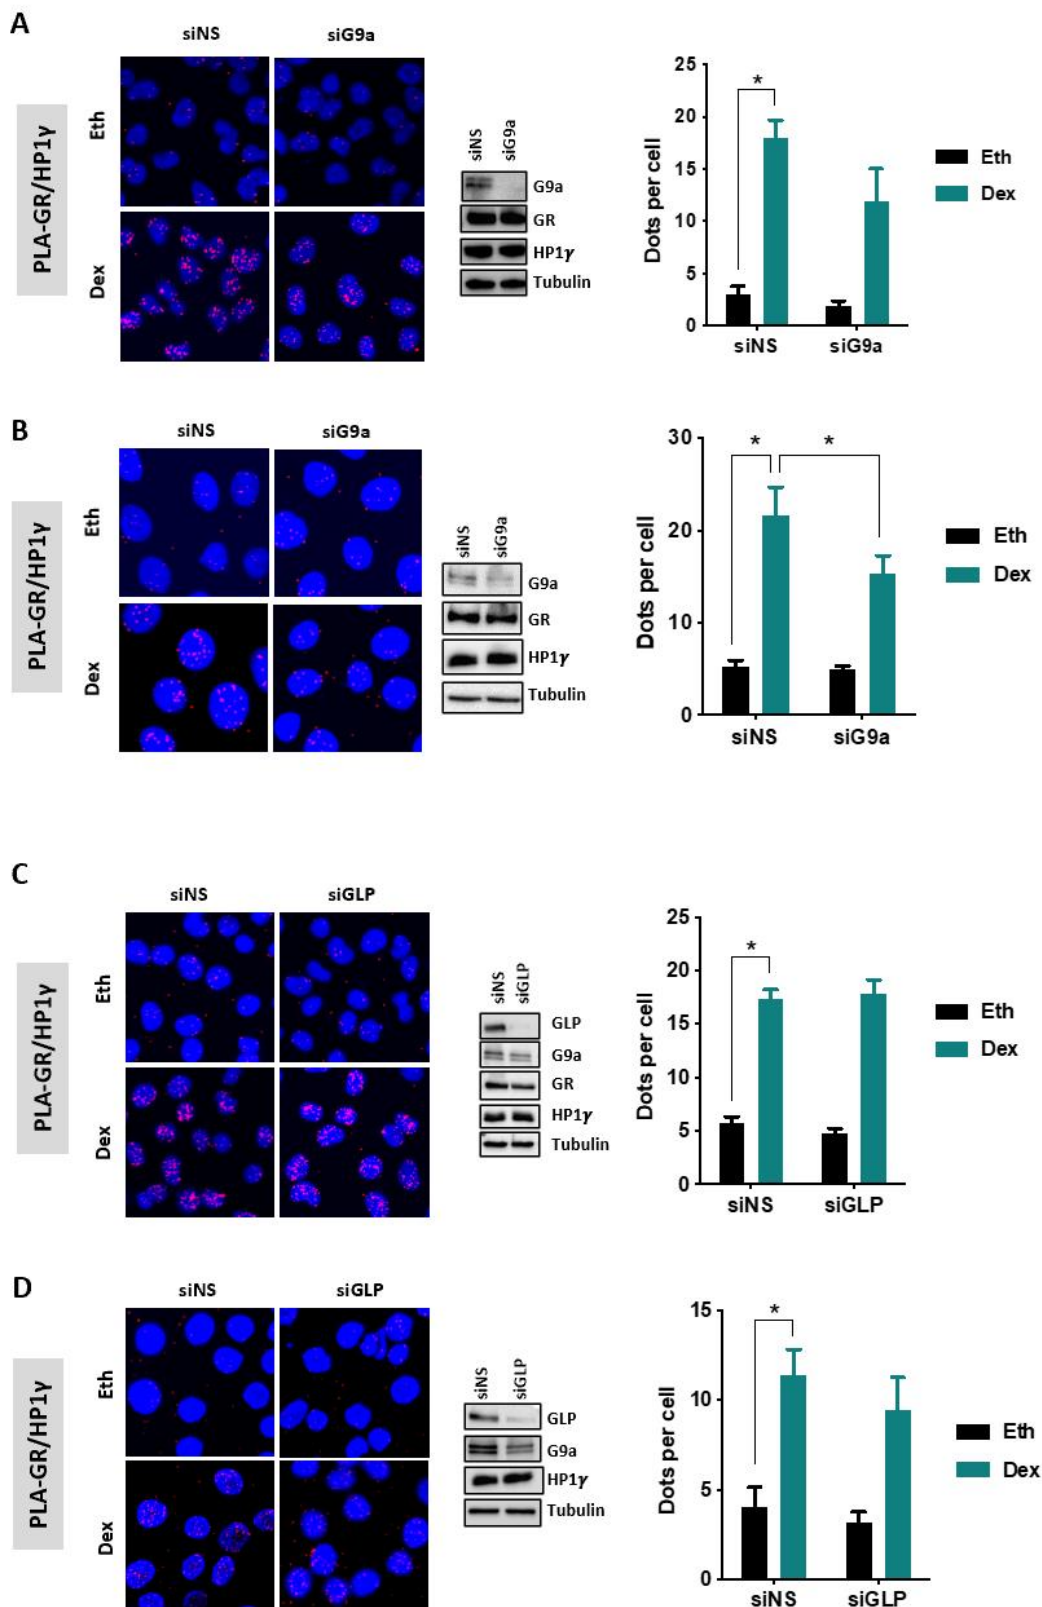 A
siNS siG9a
PLA-GR/HP1γ
Eth
Dex
siNS
siG9a
G9a
GR
HP1γ
Tubulin
Dots per cell
25
20
15
10
5
0
*
siNS siG9a
Eth
Dex
B
siNS siG9a
PLA-GR/HP1γ
Eth
Dex
siNS
siG9a
G9a
GR
HP1γ
Tubulin
Dots per cell
30
20
10
0
* *
siNS siG9a
Eth
Dex
C
siNS siGLP
PLA-GR/HP1γ
Eth
Dex
siNS
siGLP
GLP
G9a
GR
HP1γ
Tubulin
Dots per cell
25
20
15
10
5
0
*
siNS siGLP
Eth
Dex
D
siNS siGLP
PLA-GR/HP1γ
Eth
Dex
siNS
siGLP
GLP
G9a
HP1γ
Tubulin
Dots per cell
15
10
5
0
*
siNS siGLP
Eth
Dex